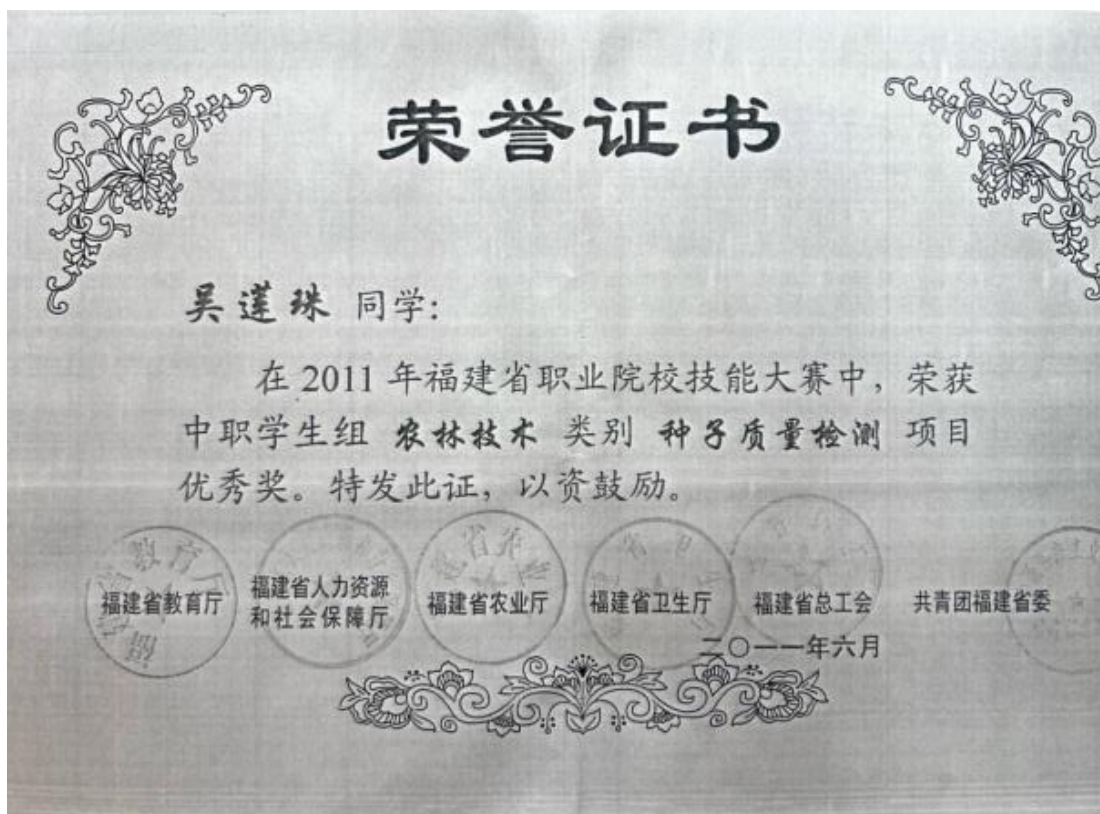 荣誉证书
吴莲珠 同学：
在 2011 年福建省职业院校技能大赛中，荣获
中职学生组 农林技术 类别 种子质量检测 项目
优秀奖。特发此证，以资鼓励。
福建省教育厅 福建省人力资源和社会保障厅 福建省农业厅 福建省卫生厅 福建省总工会 共青团福建省委
二〇一一年六月